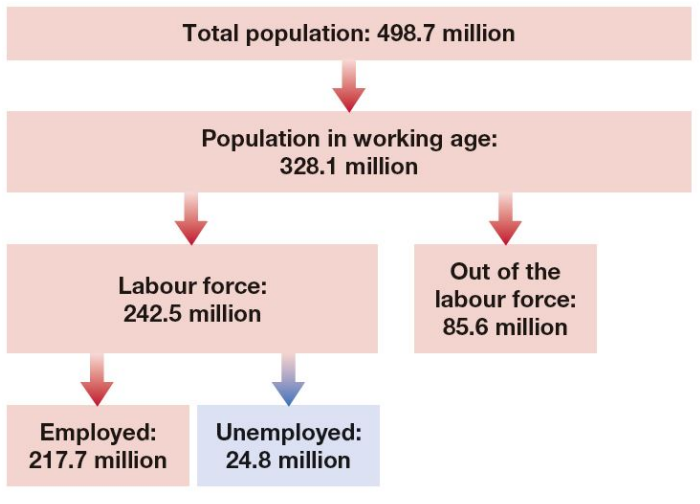 Total population: 498.7 million
Population in working age:
328.1 million
Labour force:
242.5 million
Out of the
labour force:
85.6 million
Employed:
217.7 million
Unemployed:
24.8 million